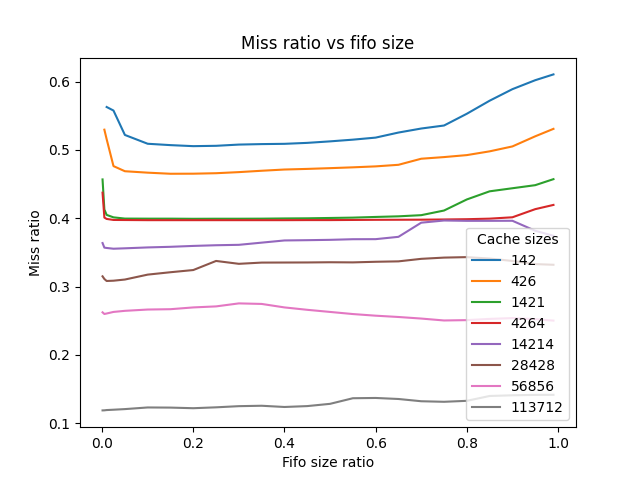 Miss ratio vs fifo size
Miss ratio
0.6
0.5
0.4
0.3
0.2
0.1
0.0 0.2 0.4 0.6 0.8 1.0
Fifo size ratio
Cache sizes
142
426
1421
4264
14214
28428
56856
113712